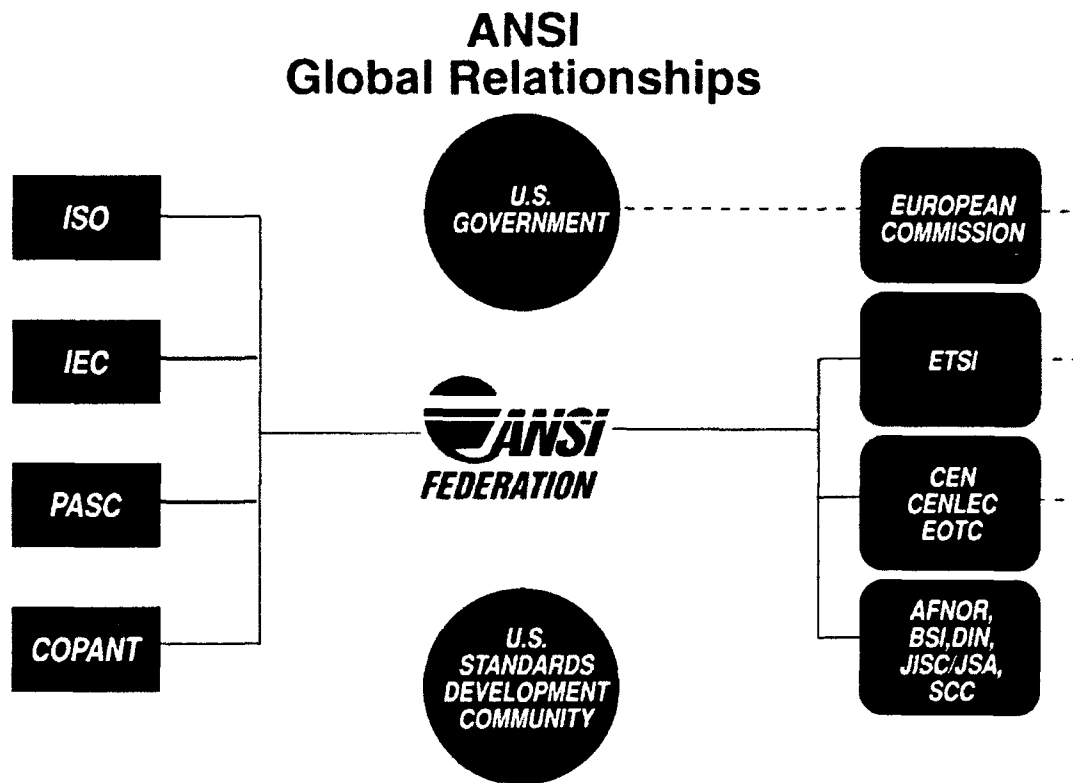 ANSI
Global Relationships
ISO
IEC
PASC
COPANT
U.S.
GOVERNMENT
ANSI
FEDERATION
U.S.
STANDARDS
DEVELOPMENT
COMMUNITY
EUROPEAN
COMMISSION
ETSI
CEN
CENLEC
EOTC
AFNOR,
BSI,DIN,
JISC/JSA,
SCC